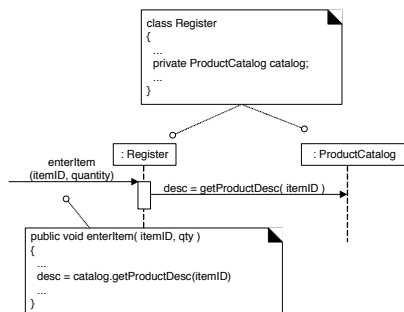 class Register
{
...
private ProductCatalog catalog;
...
}
enterItem
(itemID, quantity)
: Register
: ProductCatalog
desc = getProductDesc( itemID )
public void enterItem( itemID, qty )
{
...
desc = catalog.getProductDesc(itemID)
...
}